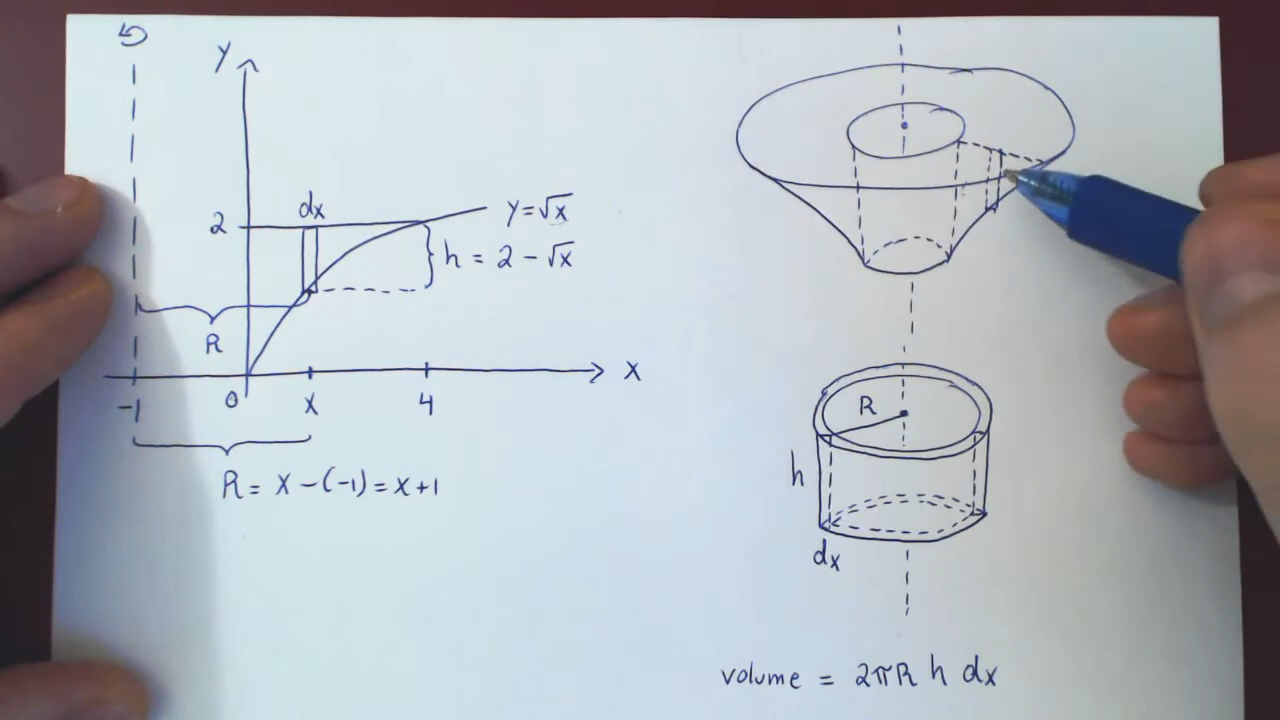 y
2
dx
y=√x
h = 2 − √x
R
x
-1
0
x
4
R = x − (-1) = x + 1
R
h
dx
volume = 2πR h dx